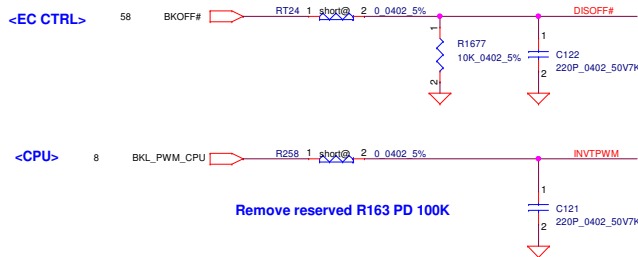 <EC CTRL> 58 BKOFF# RT24 1 short@ 2 0_0402_5% DISOFF#
1
R1677
10K_0402_5%
2
1
C122
220P_0402_50V7K
2
<CPU> 8 BKL_PWM_CPU R258 1 short@ 2 0_0402_5% INVTPWM
Remove reserved R163 PD 100K
1
C121
220P_0402_50V7K
2